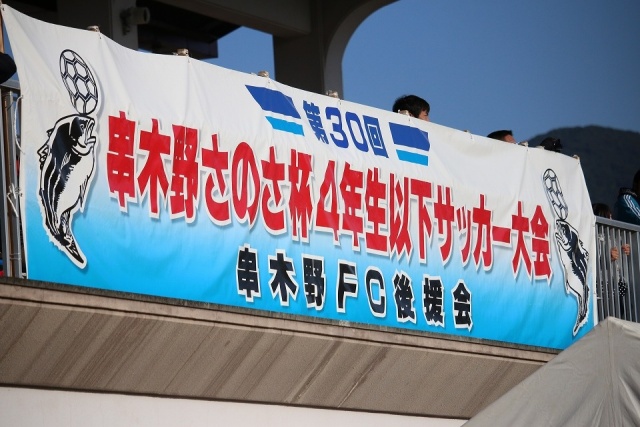 第30回
串木野さのさ杯4年生以下サッカー大会
串木野FC後援会